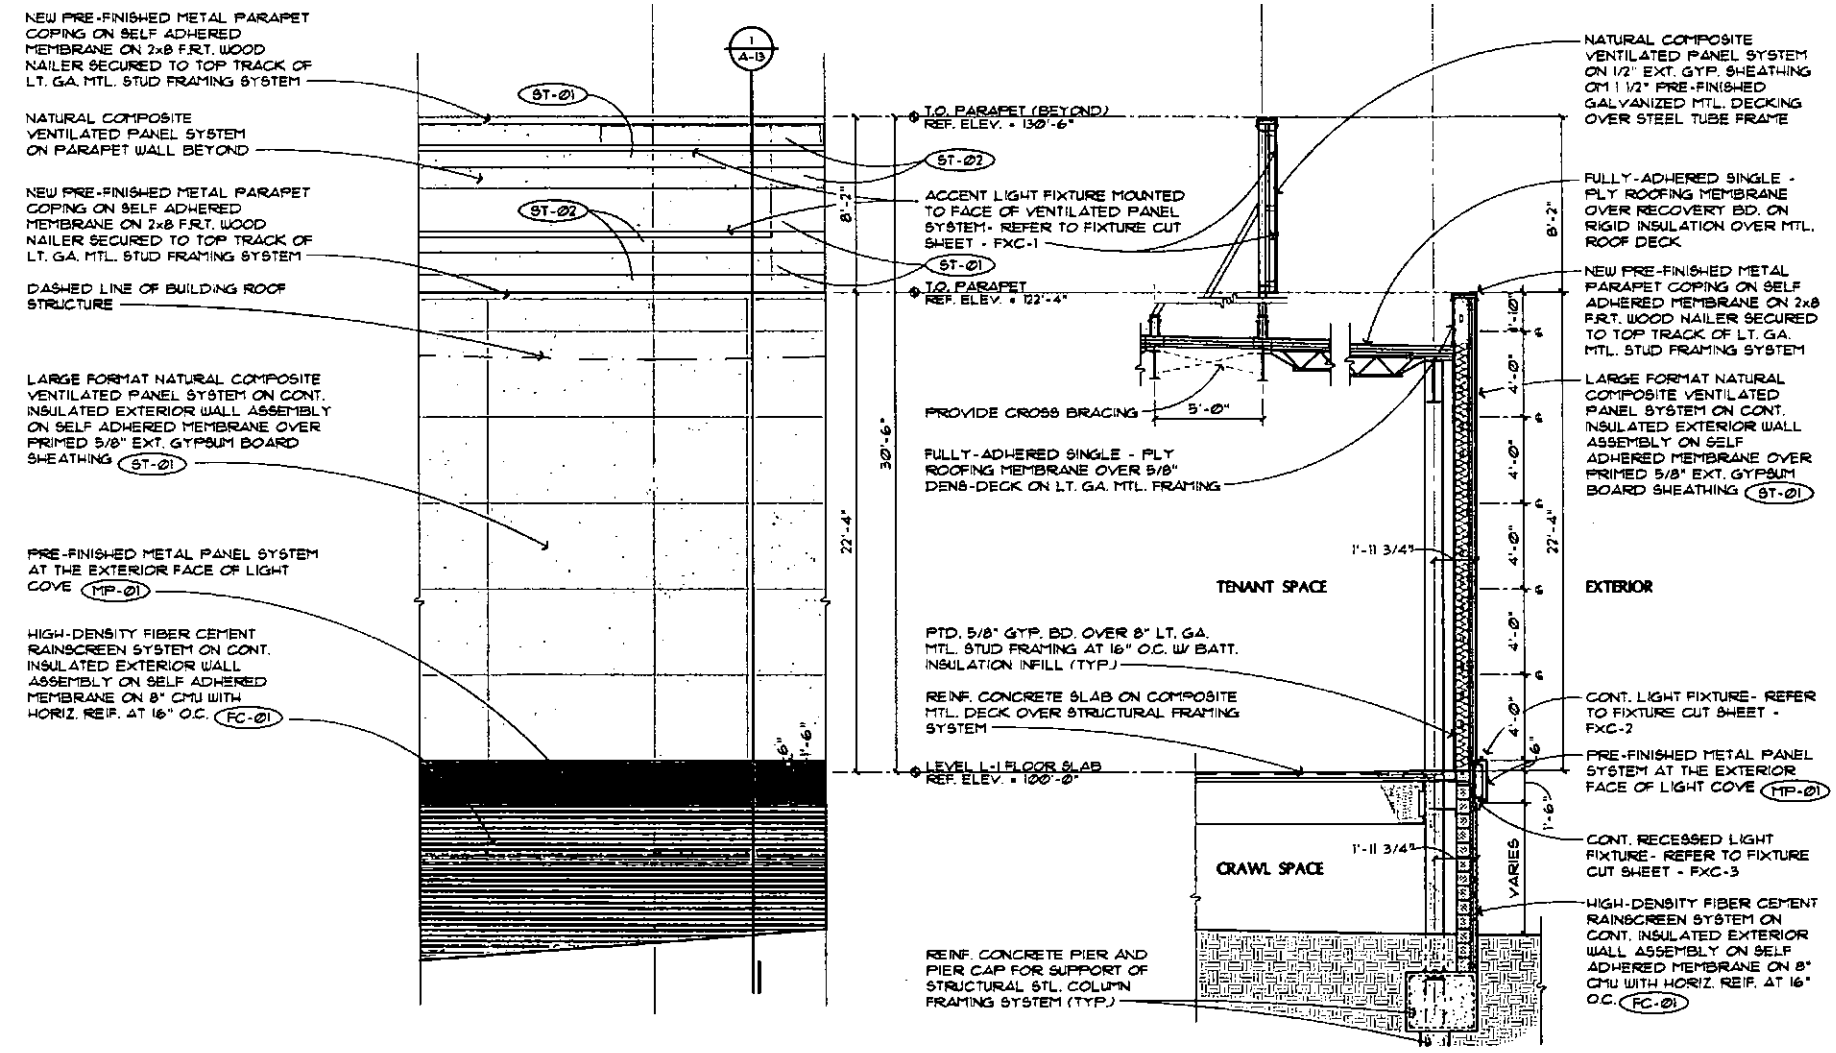 NEW PRE-FINISHED METAL PARAPET
COPING ON SELF ADHERED
MEMBRANE ON 2x8 F.R.T. WOOD
NAILER SECURED TO TOP TRACK OF
LT. GA. MTL. STUD FRAMING SYSTEM
NATURAL COMPOSITE
VENTILATED PANEL SYSTEM
ON PARAPET WALL BEYOND
NEW PRE-FINISHED METAL PARAPET
COPING ON SELF ADHERED
MEMBRANE ON 2x8 F.R.T. WOOD
NAILER SECURED TO TOP TRACK OF
LT. GA. MTL. STUD FRAMING SYSTEM
DASHED LINE OF BUILDING ROOF
STRUCTURE
LARGE FORMAT NATURAL COMPOSITE
VENTILATED PANEL SYSTEM ON CONT.
INSULATED EXTERIOR WALL ASSEMBLY
ON SELF ADHERED MEMBRANE OVER
PRIMED 5/8" EXT. GYPSUM BOARD
SHEATHING ST-01
PRE-FINISHED METAL PANEL SYSTEM
AT THE EXTERIOR FACE OF LIGHT
COVE MP-01
HIGH-DENSITY FIBER CEMENT
RAINSCREEN SYSTEM ON CONT.
INSULATED EXTERIOR WALL
ASSEMBLY ON SELF ADHERED
MEMBRANE ON 8" CMU WITH
HORIZ. REIF. AT 16" O.C. FC-01
1
A-13
ST-01
ST-02
8'-2"
30'-6"
22'-4"
1'-6"
T.O. PARAPET (BEYOND)
REF. ELEV. = 130'-6"
ST-02
ACCENT LIGHT FIXTURE MOUNTED
TO FACE OF VENTILATED PANEL
SYSTEM- REFER TO FIXTURE CUT
SHEET - FXC-1
ST-01
T.O. PARAPET
REF. ELEV. = 122'-4"
PROVIDE CROSS BRACING
5'-0"
FULLY-ADHERED SINGLE - PLY
ROOFING MEMBRANE OVER 5/8"
DENS-DECK ON LT. GA. MTL. FRAMING
1'-11 3/4"
TENANT SPACE
EXTERIOR
PTD. 5/8" GYP. BD. OVER 8" LT. GA.
MTL. STUD FRAMING AT 16" O.C. W/ BATT.
INSULATION INFILL (TYP.)
REINF. CONCRETE SLAB ON COMPOSITE
MTL. DECK OVER STRUCTURAL FRAMING
SYSTEM
LEVEL L-1 FLOOR SLAB
REF. ELEV. = 100'-0"
1'-11 3/4"
CRAWL SPACE
REINF. CONCRETE PIER AND
PIER CAP FOR SUPPORT OF
STRUCTURAL STL. COLUMN
FRAMING SYSTEM (TYP.)
8'-2"
1'-10"
4'-0"
4'-0"
4'-0"
4'-0"
4'-0"
22'-4"
1'-6"
VARIES
NATURAL COMPOSITE
VENTILATED PANEL SYSTEM
ON 1/2" EXT. GYP. SHEATHING
OM 1 1/2" PRE-FINISHED
GALVANIZED MTL. DECKING
OVER STEEL TUBE FRAME
FULLY-ADHERED SINGLE -
PLY ROOFING MEMBRANE
OVER RECOVERY BD. ON
RIGID INSULATION OVER MTL.
ROOF DECK
NEW PRE-FINISHED METAL
PARAPET COPING ON SELF
ADHERED MEMBRANE ON 2x8
F.R.T. WOOD NAILER SECURED
TO TOP TRACK OF LT. GA.
MTL. STUD FRAMING SYSTEM
LARGE FORMAT NATURAL
COMPOSITE VENTILATED
PANEL SYSTEM ON CONT.
INSULATED EXTERIOR WALL
ASSEMBLY ON SELF
ADHERED MEMBRANE OVER
PRIMED 5/8" EXT. GYPSUM
BOARD SHEATHING ST-01
CONT. LIGHT FIXTURE- REFER
TO FIXTURE CUT SHEET -
FXC-2
PRE-FINISHED METAL PANEL
SYSTEM AT THE EXTERIOR
FACE OF LIGHT COVE MP-01
CONT. RECESSED LIGHT
FIXTURE- REFER TO FIXTURE
CUT SHEET - FXC-3
HIGH-DENSITY FIBER CEMENT
RAINSCREEN SYSTEM ON
CONT. INSULATED EXTERIOR
WALL ASSEMBLY ON SELF
ADHERED MEMBRANE ON 8"
CMU WITH HORIZ. REIF. AT 16"
O.C. FC-01